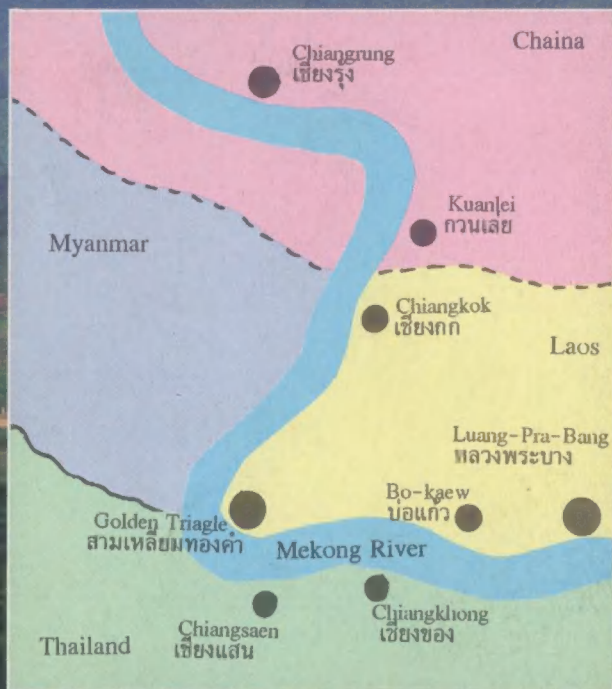 Chaina
Chiangrung
เชียงรุ่ง
Kuanlei
กวนเลย
Myanmar
Chiangkok
เชียงกก
Laos
Luang-Pra-Bang
หลวงพระบาง
Bo-kaew
บ่อแก้ว
Golden Triagle
สามเหลี่ยมทองคำ
Mekong River
Chiangsaen
เชียงแสน
Chiangkhong
เชียงของ
Thailand